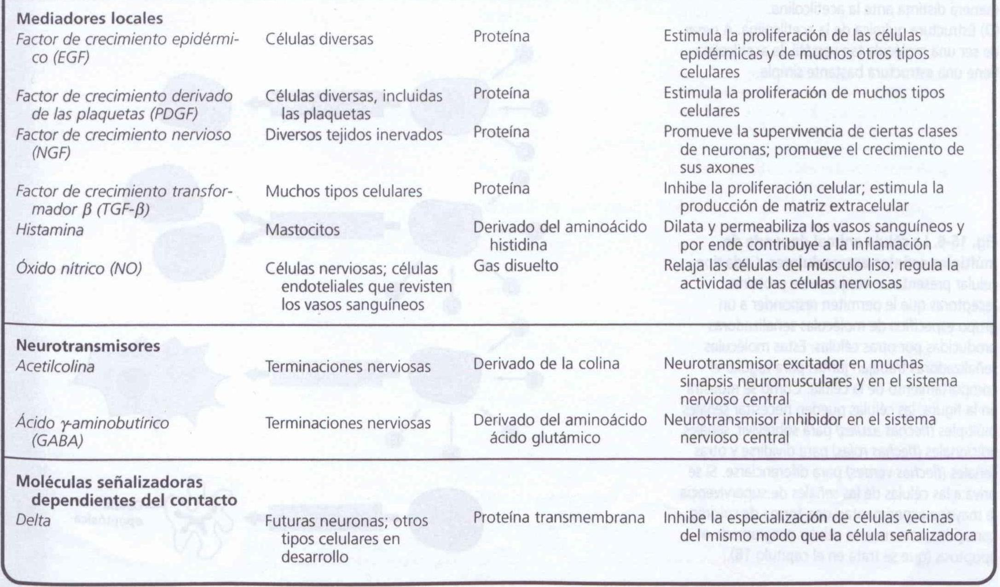 Mediadores locales
Factor de crecimiento epidérmi-
co (EGF)
Células diversas
Proteína
Estimula la proliferación de las células
epidérmicas y de muchos otros tipos
celulares
Factor de crecimiento derivado
de las plaquetas (PDGF)
Células diversas, incluidas
las plaquetas
Proteína
Estimula la proliferación de muchos tipos
celulares
Factor de crecimiento nervioso
(NGF)
Diversos tejidos inervados
Proteína
Promueve la supervivencia de ciertas clases
de neuronas; promueve el crecimiento de
sus axones
Factor de crecimiento transfor-
mador β (TGF-β)
Muchos tipos celulares
Proteína
Inhibe la proliferación celular; estimula la
producción de matriz extracelular
Histamina
Mastocitos
Derivado del aminoácido
histidina
Dilata y permeabiliza los vasos sanguíneos y
por ende contribuye a la inflamación
Óxido nítrico (NO)
Células nerviosas; células
endoteliales que revisten
los vasos sanguíneos
Gas disuelto
Relaja las células del músculo liso; regula la
actividad de las células nerviosas
Neurotransmisores
Acetilcolina
Terminaciones nerviosas
Derivado de la colina
Neurotransmisor excitador en muchas
sinapsis neuromusculares y en el sistema
nervioso central
Ácido γ-aminobutírico
(GABA)
Terminaciones nerviosas
Derivado del aminoácido
ácido glutámico
Neurotransmisor inhibidor en el sistema
nervioso central
Moléculas señalizadoras
dependientes del contacto
Delta
Futuras neuronas; otros
tipos celulares en
desarrollo
Proteína transmembrana
Inhibe la especialización de células vecinas
del mismo modo que la célula señalizadora